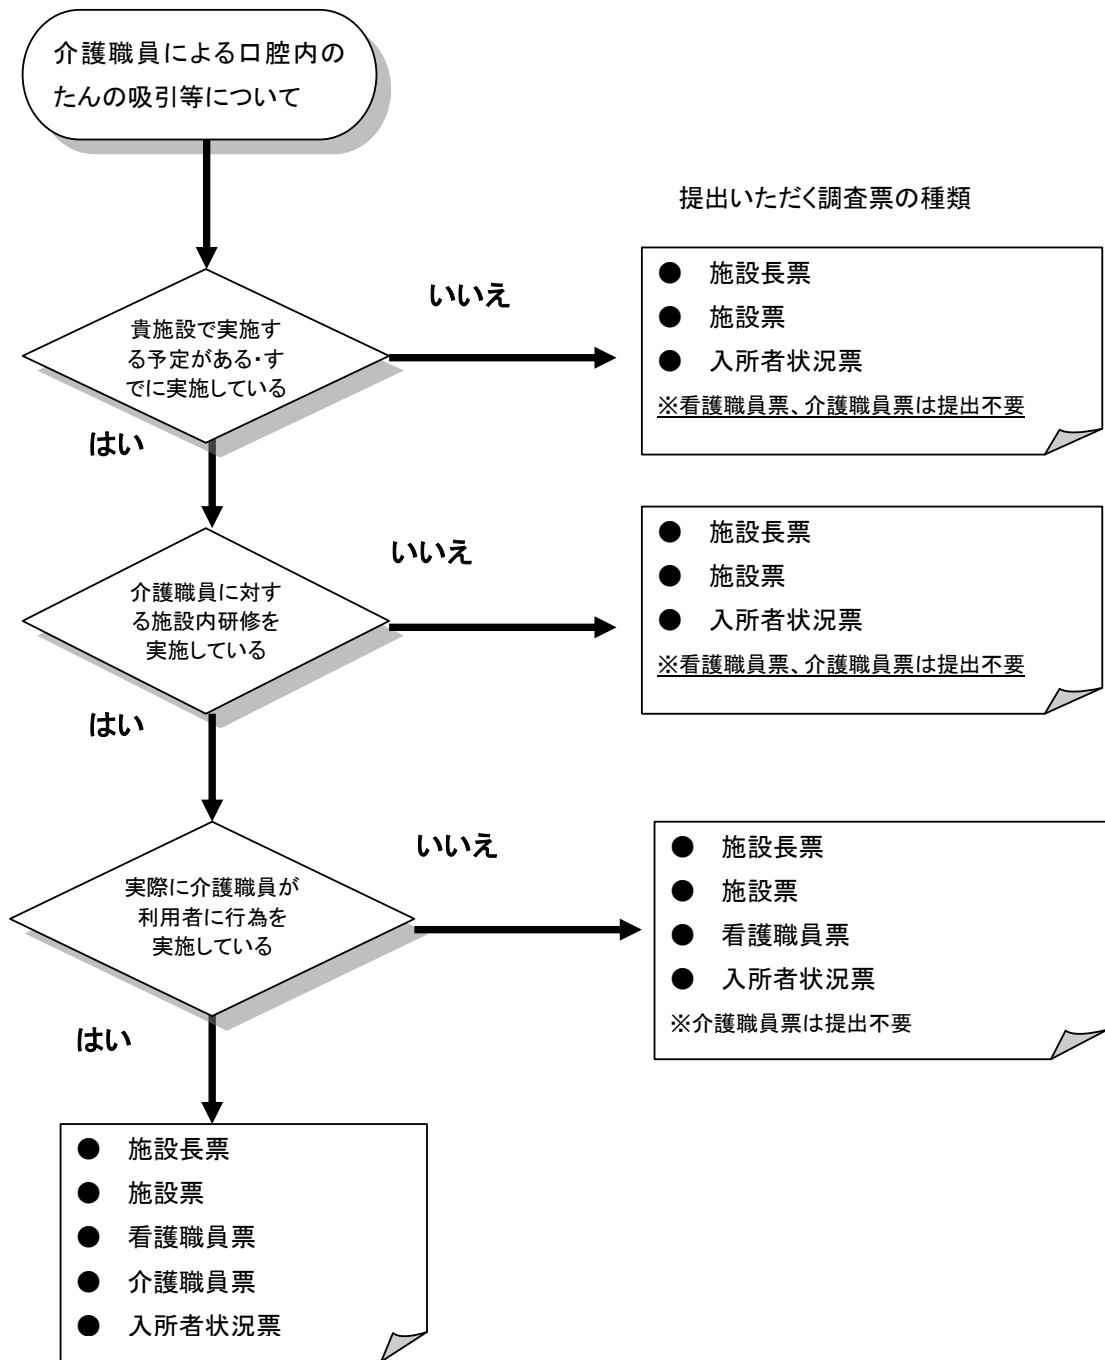 介護職員による口腔内の
たんの吸引等について
提出いただく調査票の種類
貴施設で実施す
る予定がある・す
でに実施している
いいえ
● 施設長票
● 施設票
● 入所者状況票
※看護職員票、介護職員票は提出不要
はい
介護職員に対す
る施設内研修を
実施している
いいえ
● 施設長票
● 施設票
● 入所者状況票
※看護職員票、介護職員票は提出不要
はい
実際に介護職員が
利用者に行為を
実施している
いいえ
● 施設長票
● 施設票
● 看護職員票
● 入所者状況票
※介護職員票は提出不要
はい
● 施設長票
● 施設票
● 看護職員票
● 介護職員票
● 入所者状況票